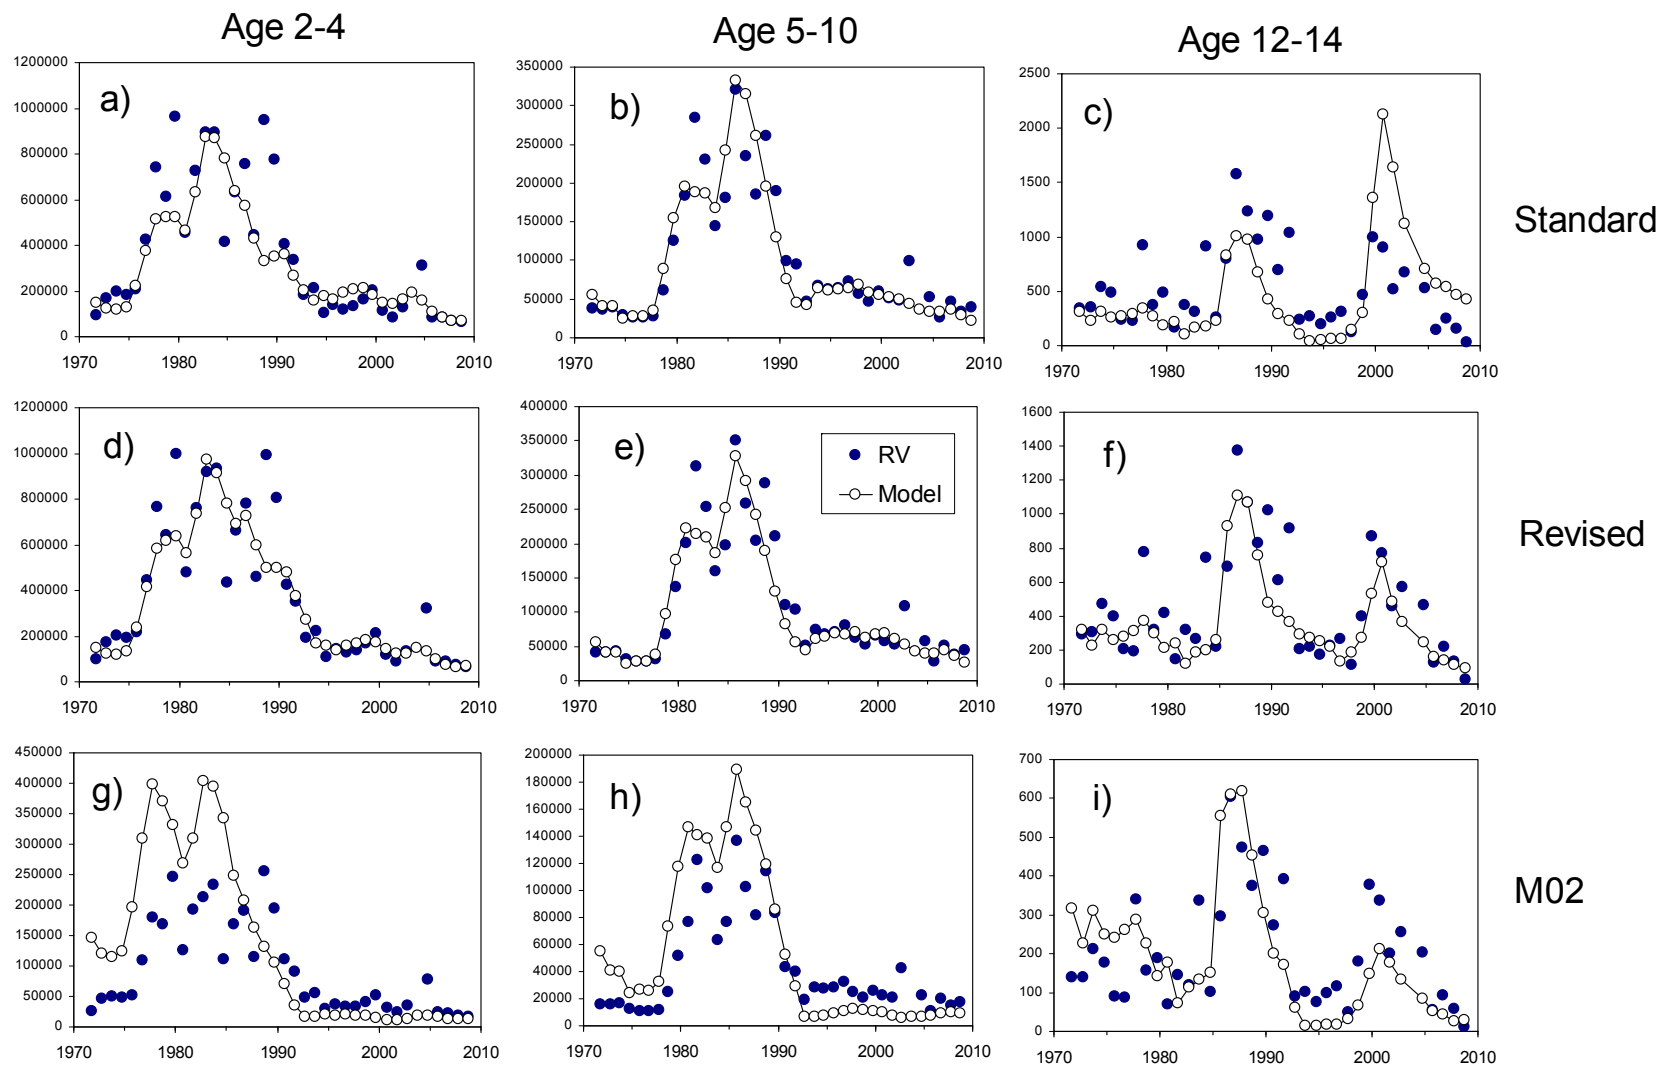 Age 2-4
Age 5-10
Age 12-14
a)
1200000
1000000
800000
600000
400000
200000
0
1970 1980 1990 2000 2010
b)
350000
300000
250000
200000
150000
100000
50000
0
1970 1980 1990 2000 2010
c)
2500
2000
1500
1000
500
0
1970 1980 1990 2000 2010
Standard
d)
1200000
1000000
800000
600000
400000
200000
0
1970 1980 1990 2000 2010
e)
400000
350000
300000
250000
200000
150000
100000
50000
0
1970 1980 1990 2000 2010
RV
Model
f)
1600
1400
1200
1000
800
600
400
200
0
1970 1980 1990 2000 2010
Revised
g)
450000
400000
350000
300000
250000
200000
150000
100000
50000
0
1970 1980 1990 2000 2010
h)
200000
180000
160000
140000
120000
100000
80000
60000
40000
20000
0
1970 1980 1990 2000 2010
i)
700
600
500
400
300
200
100
0
1970 1980 1990 2000 2010
M02